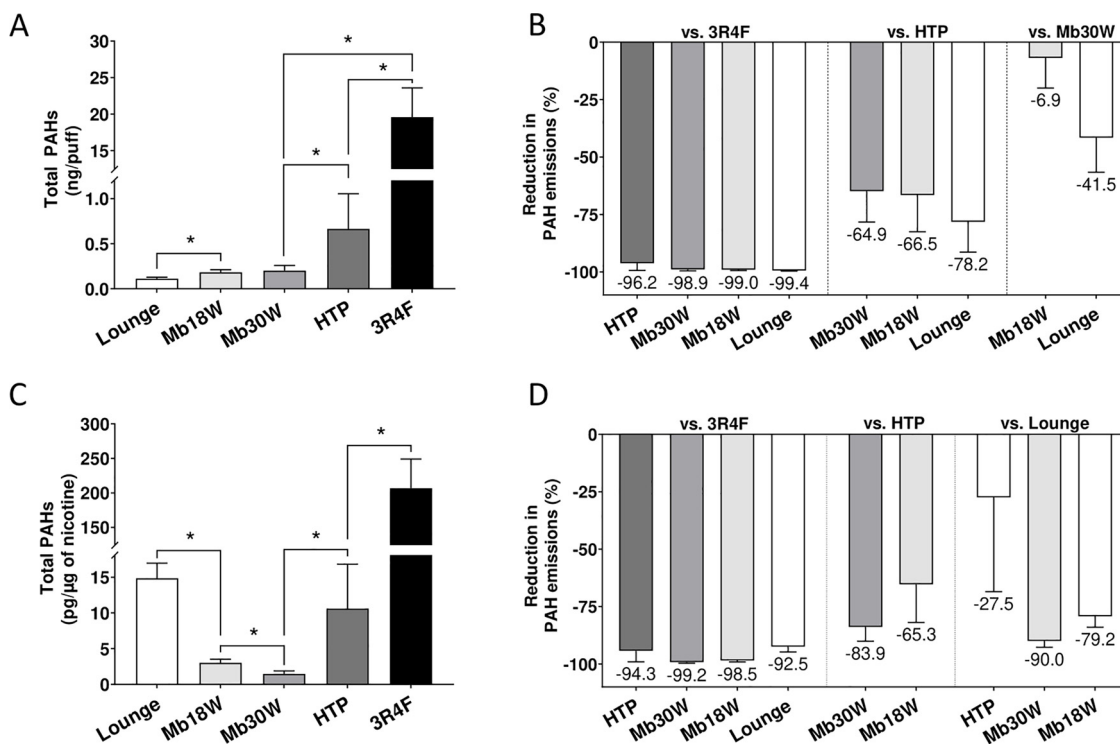 A
Total PAHs
(ng/puff)
30
25
20
15
1.0
0.5
0.0
*
*
*
*
Lounge
Mb18W
Mb30W
HTP
3R4F
B
Reduction in
PAH emissions (%)
vs. 3R4F
vs. HTP
vs. Mb30W
0
-25
-50
-75
-100
-96.2
-98.9
-99.0
-99.4
-64.9
-66.5
-78.2
-6.9
-41.5
HTP
Mb30W
Mb18W
Lounge
Mb30W
Mb18W
Lounge
Mb18W
Lounge
C
Total PAHs
(pg/µg of nicotine)
300
250
200
150
15
10
5
0
*
*
*
*
Lounge
Mb18W
Mb30W
HTP
3R4F
D
Reduction in
PAH emissions (%)
vs. 3R4F
vs. HTP
vs. Lounge
0
-25
-50
-75
-100
-94.3
-99.2
-98.5
-92.5
-83.9
-65.3
-27.5
-90.0
-79.2
HTP
Mb30W
Mb18W
Lounge
Mb30W
Mb18W
HTP
Mb30W
Mb18W